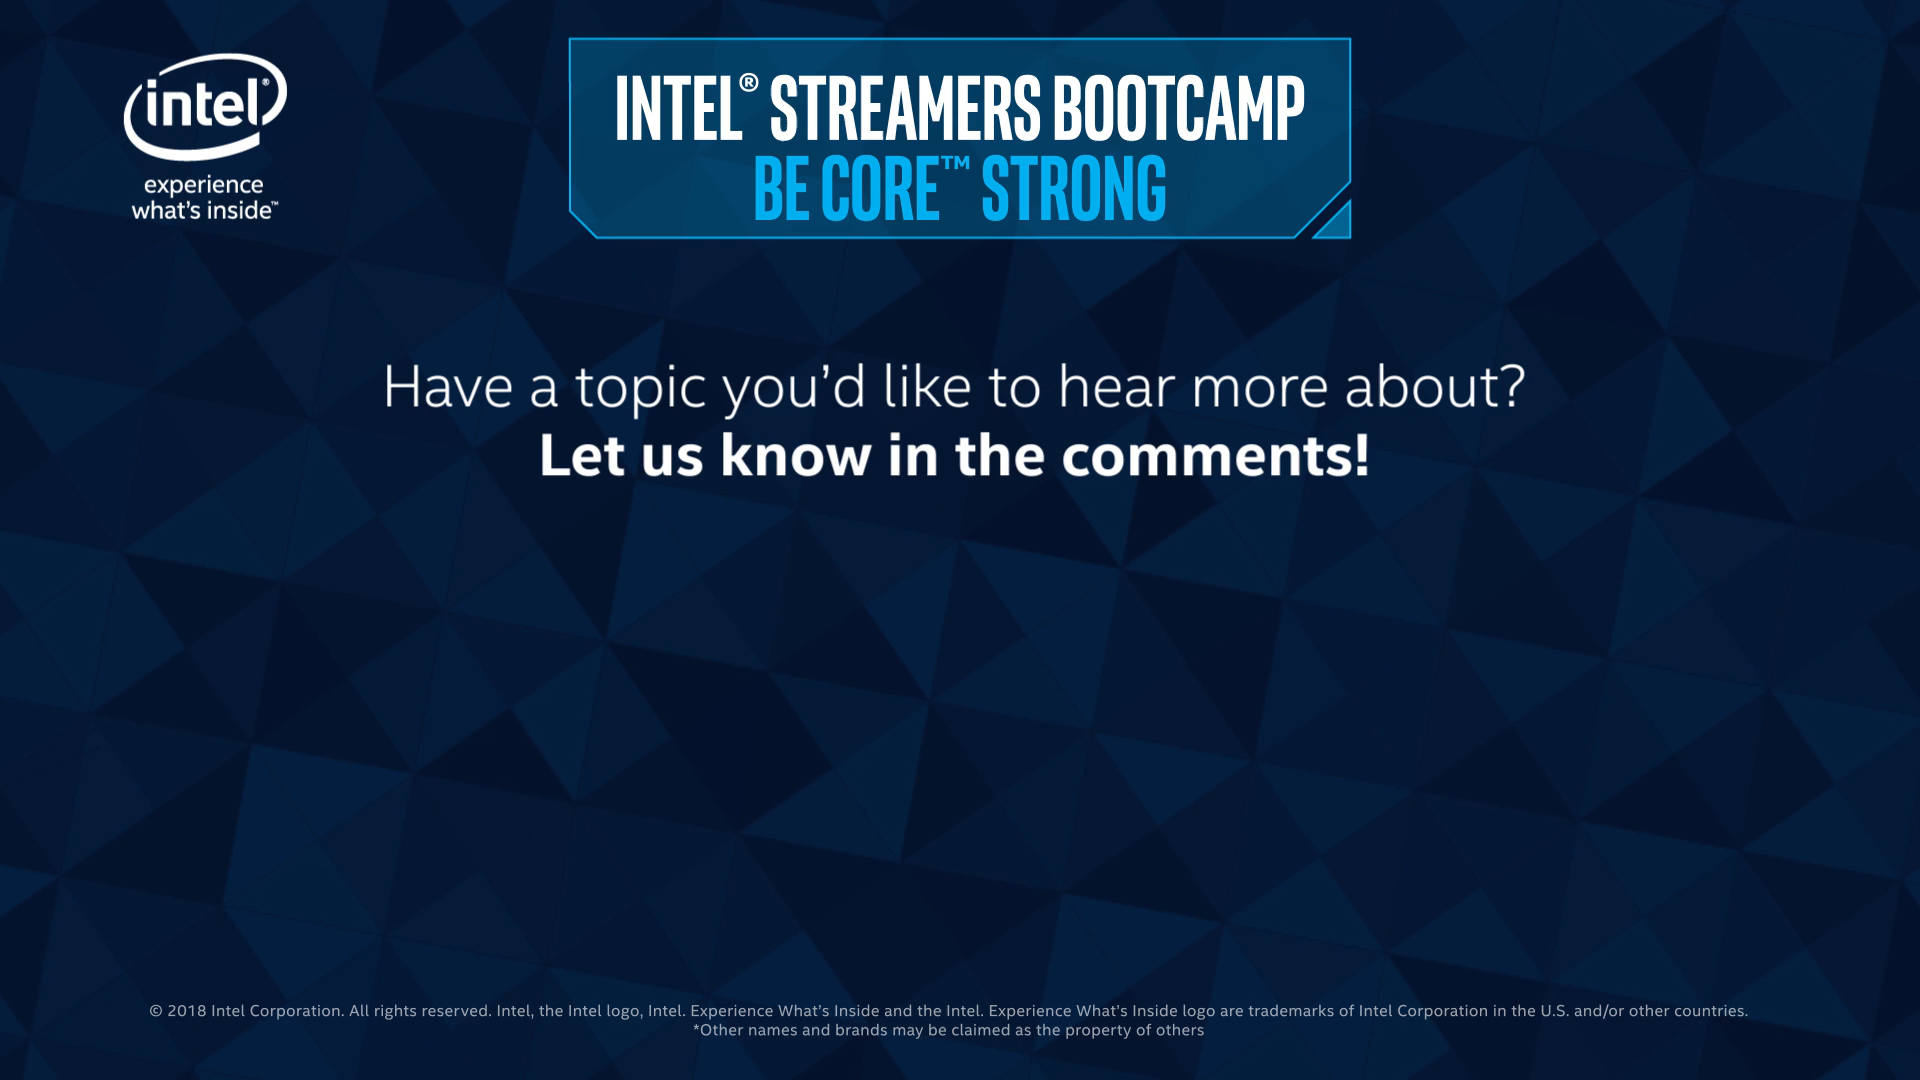 intel®
experience
what's inside™
INTEL® STREAMERS BOOTCAMP
BE CORE™ STRONG
Have a topic you’d like to hear more about?
Let us know in the comments!
© 2018 Intel Corporation. All rights reserved. Intel, the Intel logo, Intel. Experience What’s Inside and the Intel. Experience What’s Inside logo are trademarks of Intel Corporation in the U.S. and/or other countries.
*Other names and brands may be claimed as the property of others